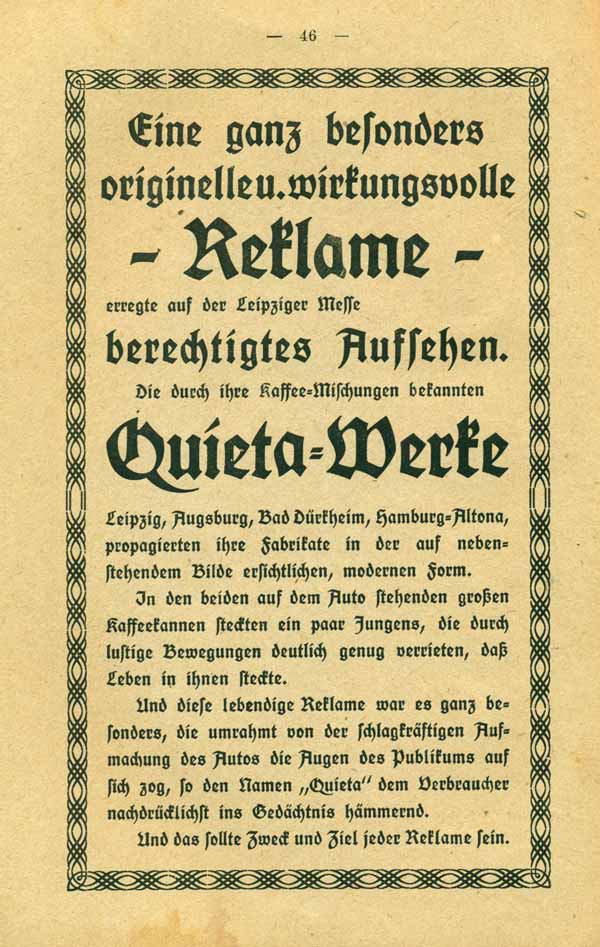 — 46 —
Eine ganz besonders
originelle u. wirkungsvolle
- Reklame -
erregte auf der Leipziger Messe
berechtigtes Aufsehen.
Die durch ihre Kaffee-Mischungen bekannten
Quieta-Werke
Leipzig, Augsburg, Bad Dürkheim, Hamburg-Altona,
propagierten ihre Fabrikate in der auf neben-
stehendem Bilde ersichtlichen, modernen Form.
In den beiden auf dem Auto stehenden großen
Kaffeekannen steckten ein paar Jungens, die durch
lustige Bewegungen deutlich genug verrieten, daß
Leben in ihnen steckte.
Und diese lebendige Reklame war es ganz be-
sonders, die umrahmt von der schlagkräftigen Auf-
machung des Autos die Augen des Publikums auf
sich zog, so den Namen „Quieta" dem Verbraucher
nachdrücklichst ins Gedächtnis hämmernd.
Und das sollte Zweck und Ziel jeder Reklame sein.